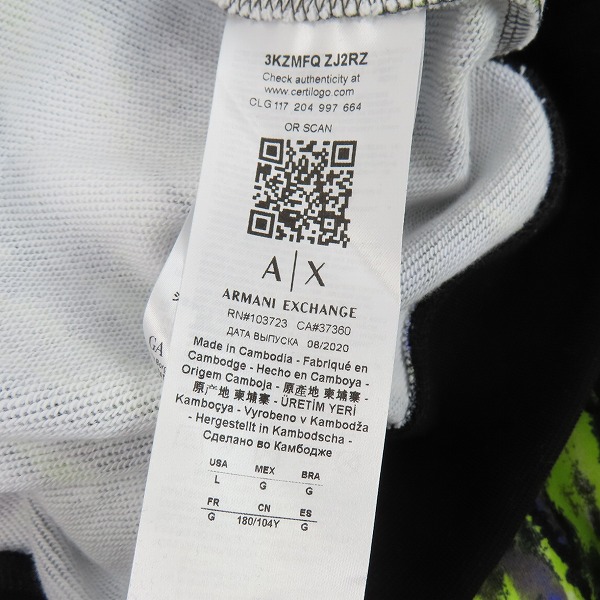 3KZMFQ ZJ2RZ
Check authenticity at
www.certilogo.com
CLG 117 204 997 664
OR SCAN
A|X
ARMANI EXCHANGE
RN#103723 CA#37360
ДАТА ВЫПУСКА 08/2020
Made in Cambodia - Fabriqué en
Cambodge - Hecho en Camboya -
Origem Camboja - 原產地 柬埔寨 -
原产地 柬埔寨 - ÜRETİM YERİ
Kamboçya - Vyrobeno v Kambodža
- Hergestellt in Kambodscha -
Сделано во Камбодже
USA MEX BRA
L G G
FR CN ES
G 180/104Y G
GA